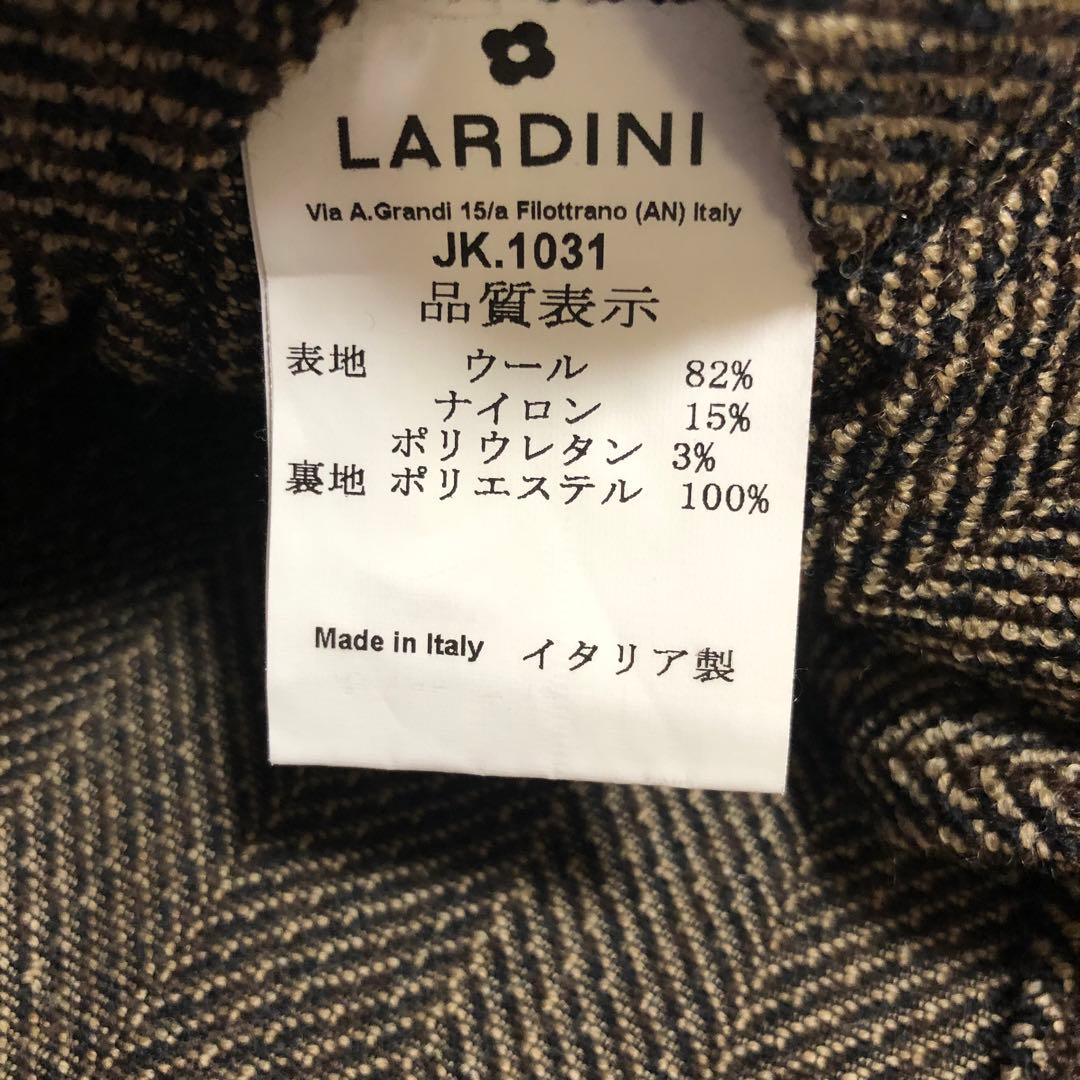 LARDINI
Via A.Grandi 15/a Filottrano (AN) Italy
JK.1031
品質表示
表地 ウール 82%
ナイロン 15%
ポリウレタン 3%
裏地 ポリエステル 100%
Made in Italy イタリア製